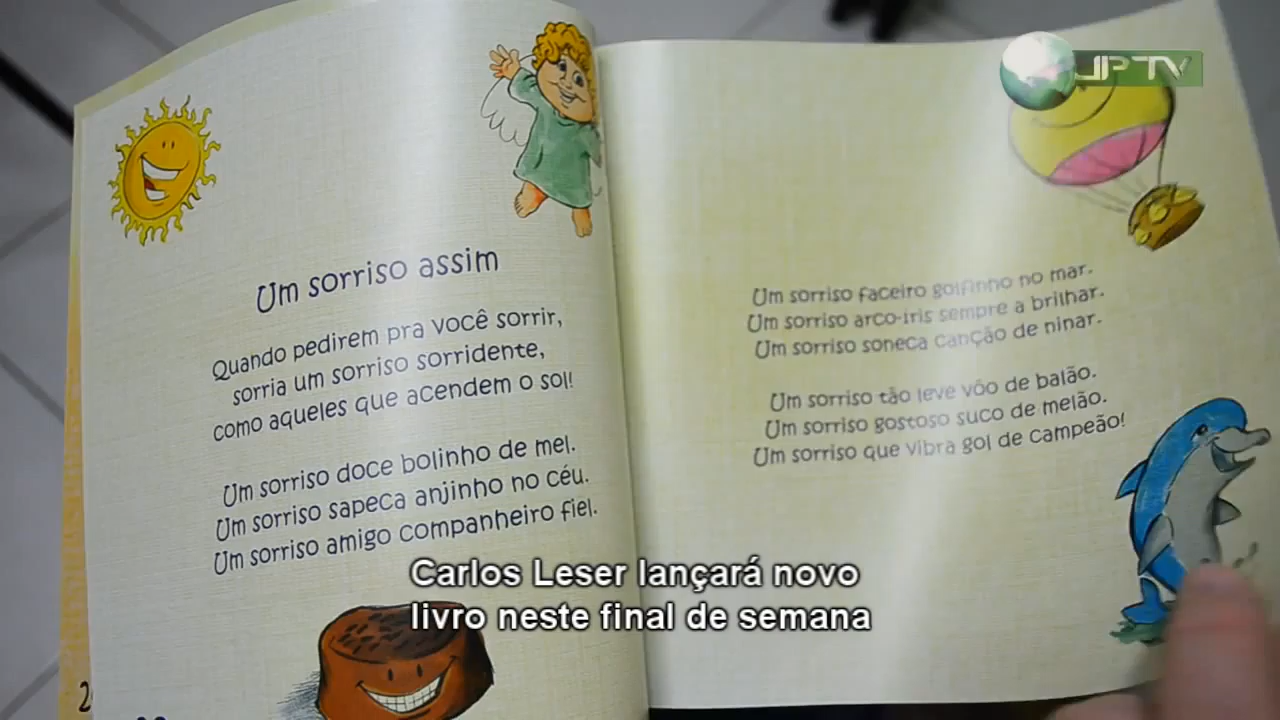 JPTV
Um sorriso assim
Quando pedirem pra você sorrir,
sorria um sorriso sorridente,
como aqueles que acendem o sol!
Um sorriso doce bolinho de mel.
Um sorriso sapeca anjinho no céu.
Um sorriso amigo companheiro fiel.
Um sorriso faceiro golfinho no mar.
Um sorriso arco-íris sempre a brilhar.
Um sorriso soneca canção de ninar.
Um sorriso tão leve vôo de balão.
Um sorriso gostoso suco de melão.
Um sorriso que vibra gol de campeão!
Carlos Leser lançará novo
livro neste final de semana